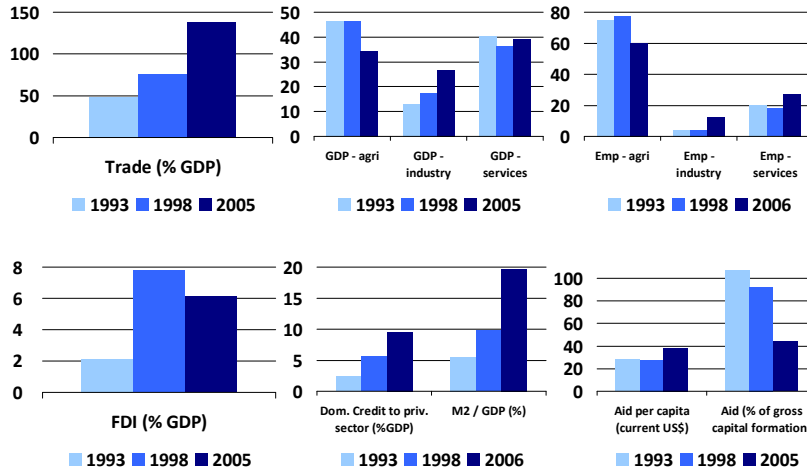 150
100
50
0
Trade (% GDP)
1993 1998 2005
50
40
30
20
10
0
GDP - agri GDP - industry GDP - services
1993 1998 2005
80
60
40
20
0
Emp - agri Emp - industry Emp - services
1993 1998 2006
8
6
4
2
0
FDI (% GDP)
1993 1998 2005
20
15
10
5
0
Dom. Credit to priv. M2 / GDP (%)
sector (%GDP)
1993 1998 2006
100
80
60
40
20
0
Aid per capita Aid (% of gross
(current US$) capital formation
1993 1998 2005